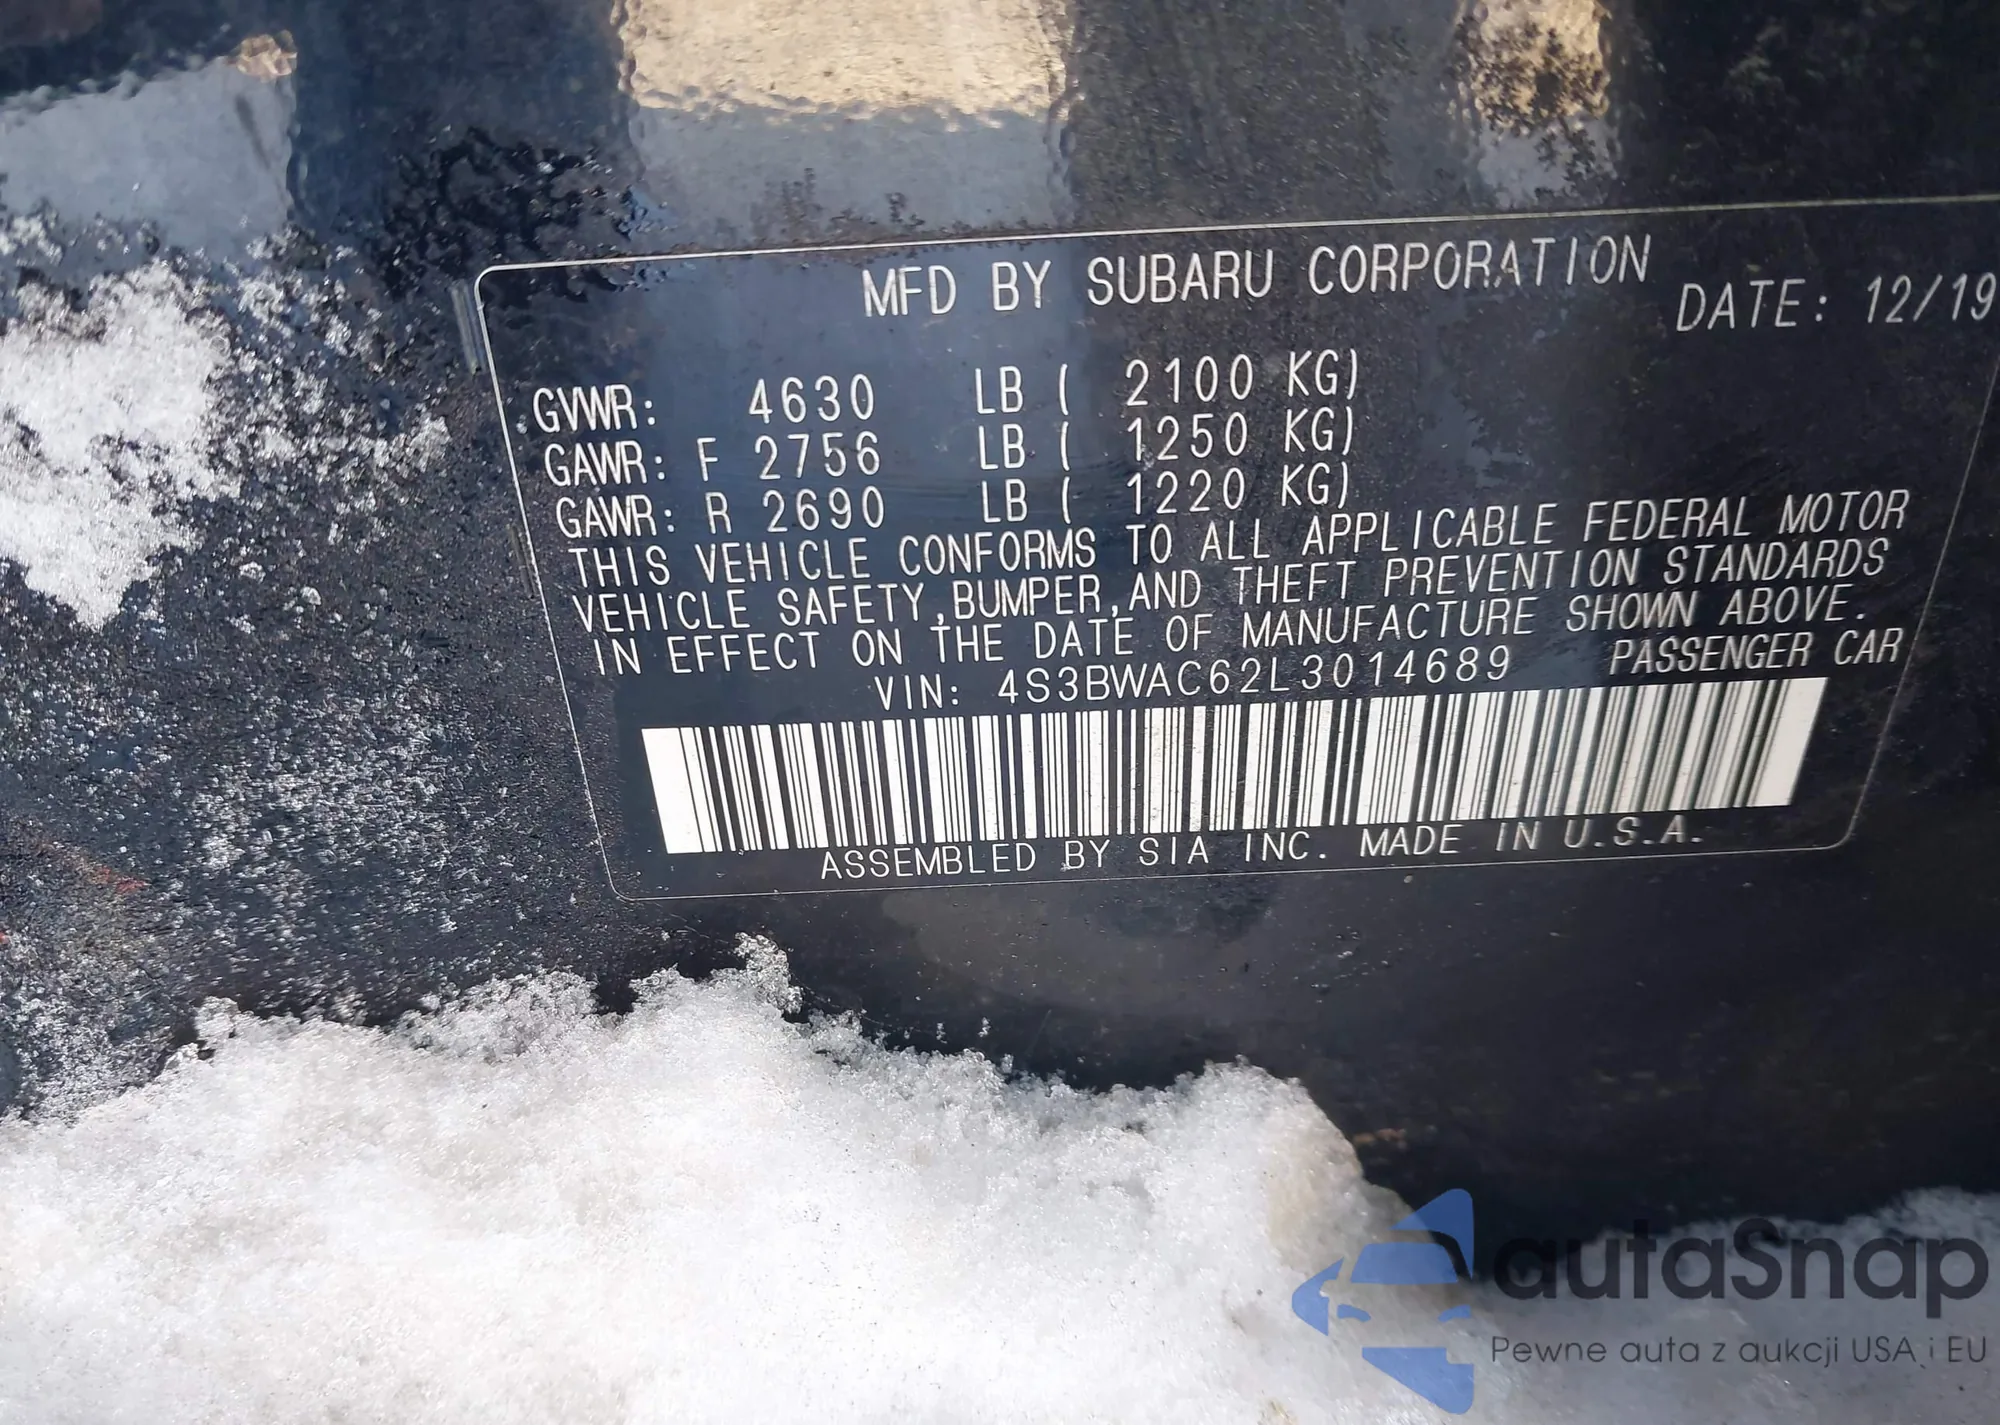 MFD BY SUBARU CORPORATION
DATE: 12/19
GVWR: 4630 LB ( 2100 KG)
GAWR: F 2756 LB ( 1250 KG)
GAWR: R 2690 LB ( 1220 KG)
THIS VEHICLE CONFORMS TO ALL APPLICABLE FEDERAL MOTOR
VEHICLE SAFETY,BUMPER,AND THEFT PREVENTION STANDARDS
IN EFFECT ON THE DATE OF MANUFACTURE SHOWN ABOVE.
VIN: 4S3BWAC62L3014689 PASSENGER CAR
ASSEMBLED BY SIA INC. MADE IN U.S.A.
autaSnap
Pewne auta z aukcji USA i EU